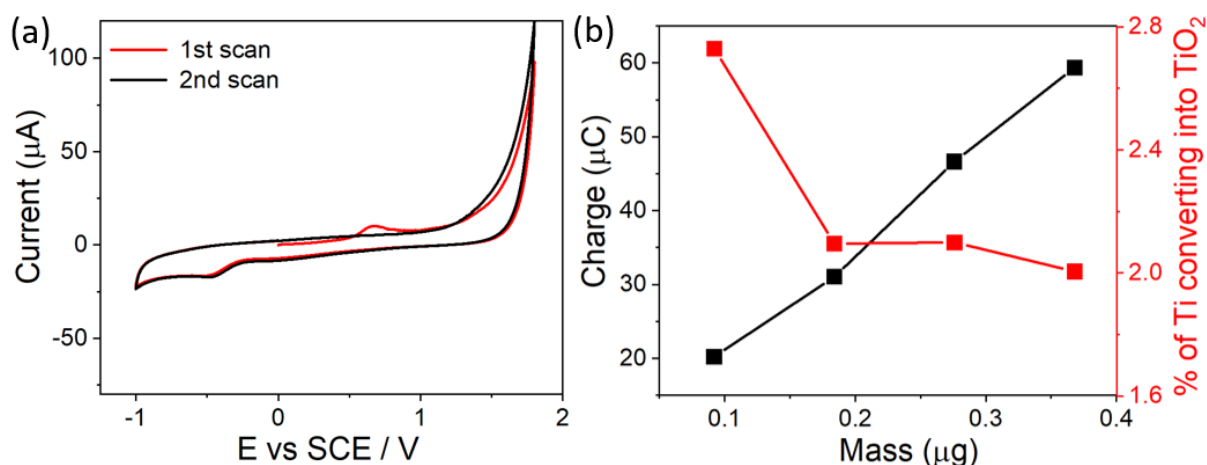 (a)
1st scan
2nd scan
100
50
0
-50
Current (μA)
-1
0
1
2
E vs SCE / V
(b)
60
50
40
30
20
Charge (μC)
0.1
0.2
0.3
0.4
Mass (μg)
2.8
2.4
2.0
1.6
% of Ti converting into TiO₂